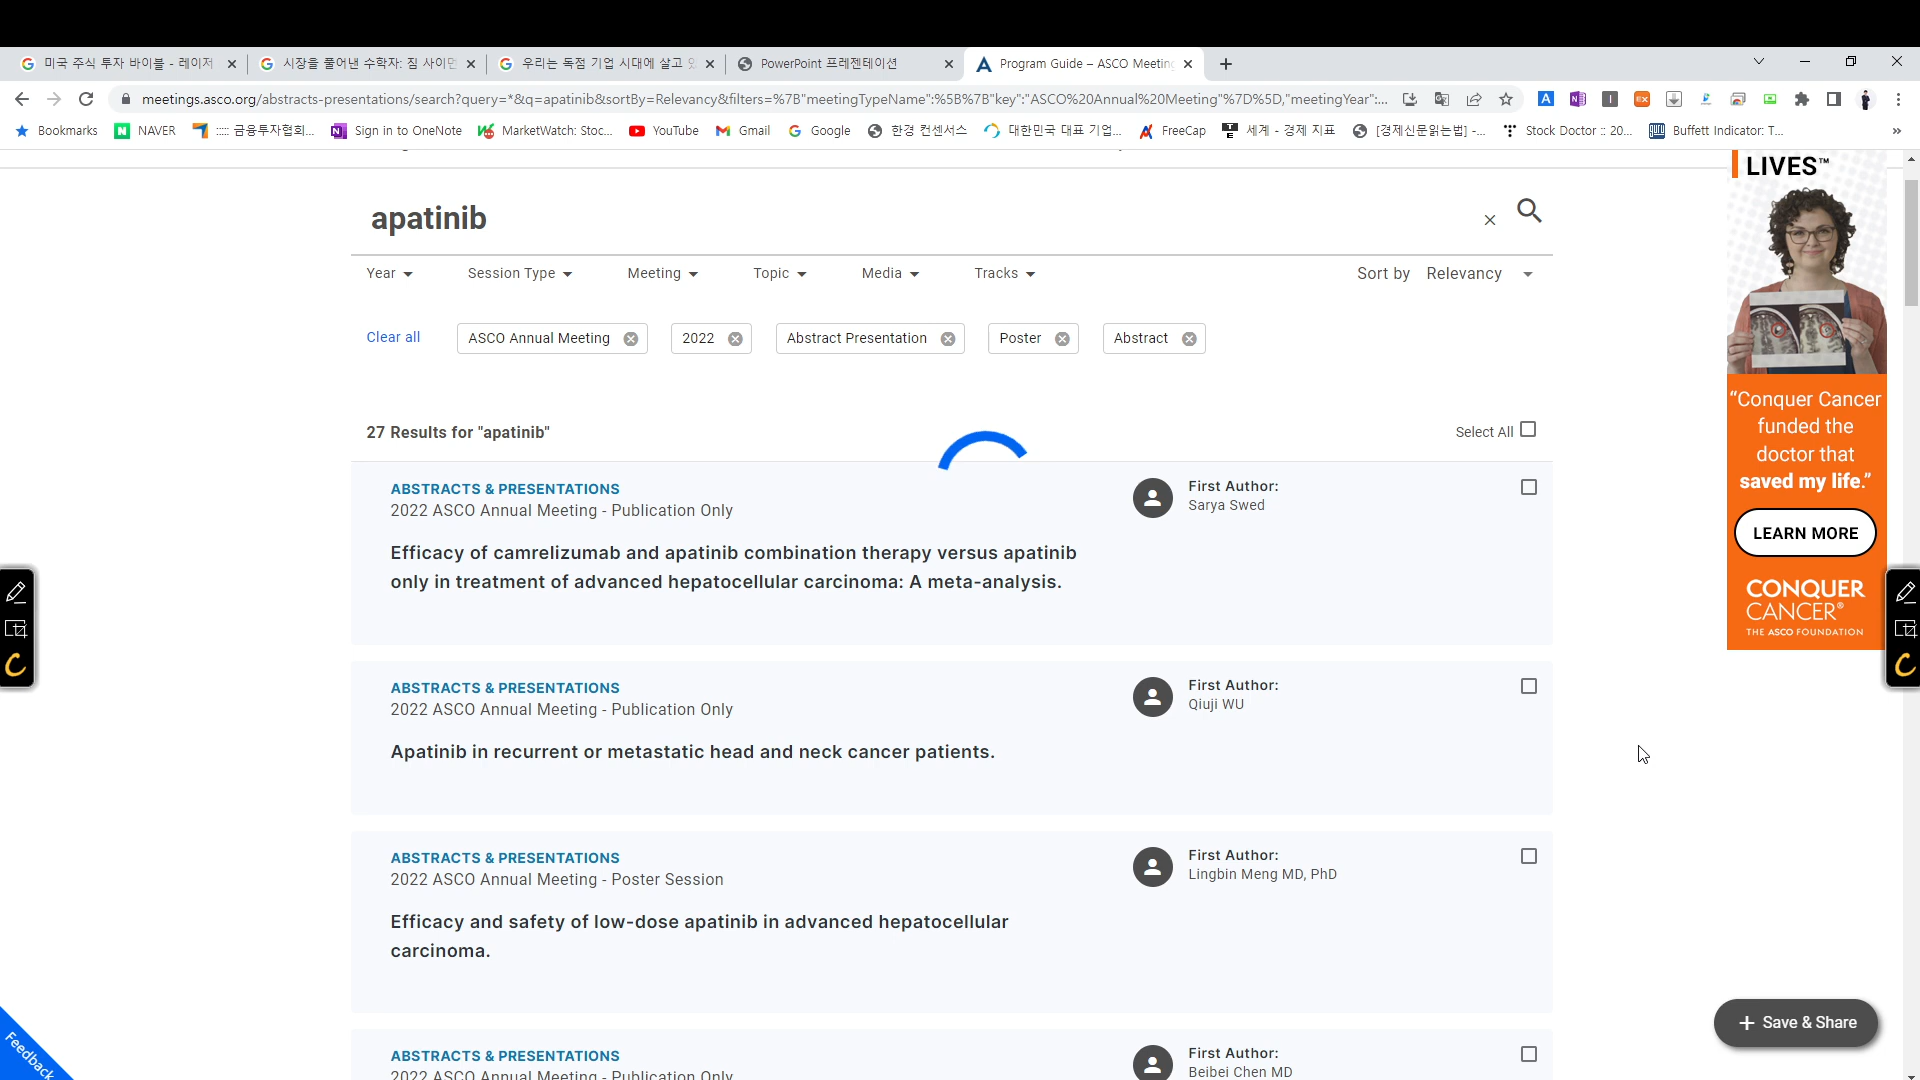 미국 주식 투자 바이블 - 레이저
시장을 풀어낸 수학자: 짐 사이먼
우리는 독점 기업 시대에 살고 있
PowerPoint 프레젠테이션
Program Guide – ASCO Meeting
meetings.asco.org/abstracts-presentations/search?query=*&q=apatinib&sortBy=Relevancy&filters=%7B"meetingTypeName":%5B%7B"key":"ASCO%20Annual%20Meeting"%7D%5D,"meetingYear":...
Bookmarks
NAVER
::::: 금융투자협회...
Sign in to OneNote
MarketWatch: Stoc...
YouTube
Gmail
Google
한경 컨센서스
대한민국 대표 기업...
FreeCap
세계 - 경제 지표
[경제신문읽는법] -...
Stock Doctor :: 20...
Buffett Indicator: T...
»
LIVES™
apatinib
Year
Session Type
Meeting
Topic
Media
Tracks
Sort by Relevancy
Clear all
ASCO Annual Meeting
2022
Abstract Presentation
Poster
Abstract
27 Results for "apatinib"
Select All
ABSTRACTS & PRESENTATIONS
2022 ASCO Annual Meeting - Publication Only
First Author:
Sarya Swed
Efficacy of camrelizumab and apatinib combination therapy versus apatinib
only in treatment of advanced hepatocellular carcinoma: A meta-analysis.
ABSTRACTS & PRESENTATIONS
2022 ASCO Annual Meeting - Publication Only
First Author:
Qiuji WU
Apatinib in recurrent or metastatic head and neck cancer patients.
ABSTRACTS & PRESENTATIONS
2022 ASCO Annual Meeting - Poster Session
First Author:
Lingbin Meng MD, PhD
Efficacy and safety of low-dose apatinib in advanced hepatocellular
carcinoma.
ABSTRACTS & PRESENTATIONS
2022 ASCO Annual Meeting - Publication Only
First Author:
Beibei Chen MD
“Conquer Cancer
funded the
doctor that
saved my life.”
LEARN MORE
CONQUER
CANCER®
THE ASCO FOUNDATION
+ Save & Share
Feedback